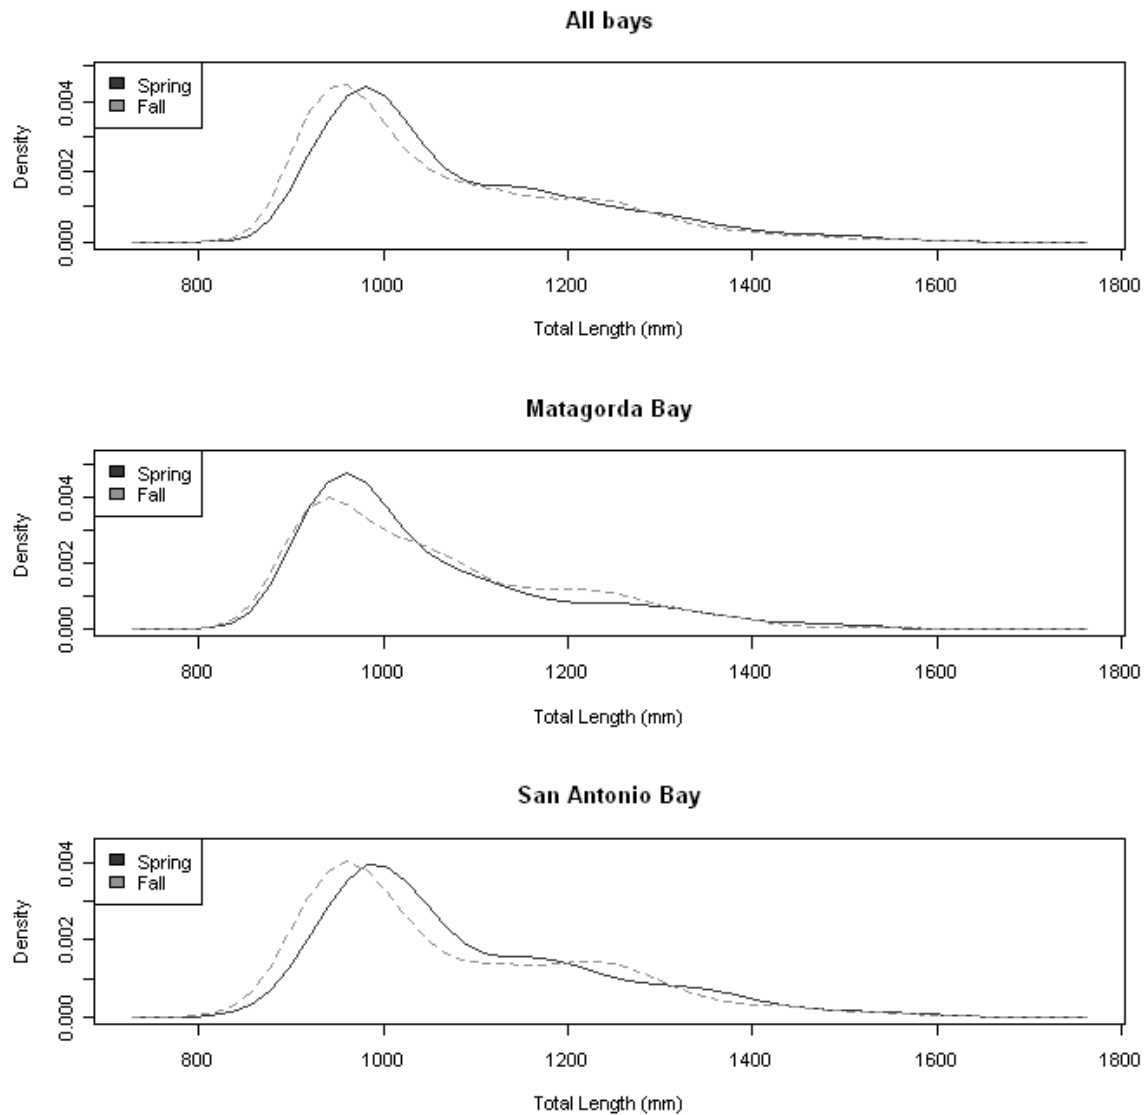 All bays
Spring
Fall
Density
0.000 0.002 0.004
800 1000 1200 1400 1600 1800
Total Length (mm)
Matagorda Bay
Spring
Fall
Density
0.000 0.002 0.004
800 1000 1200 1400 1600 1800
Total Length (mm)
San Antonio Bay
Spring
Fall
Density
0.000 0.002 0.004
800 1000 1200 1400 1600 1800
Total Length (mm)